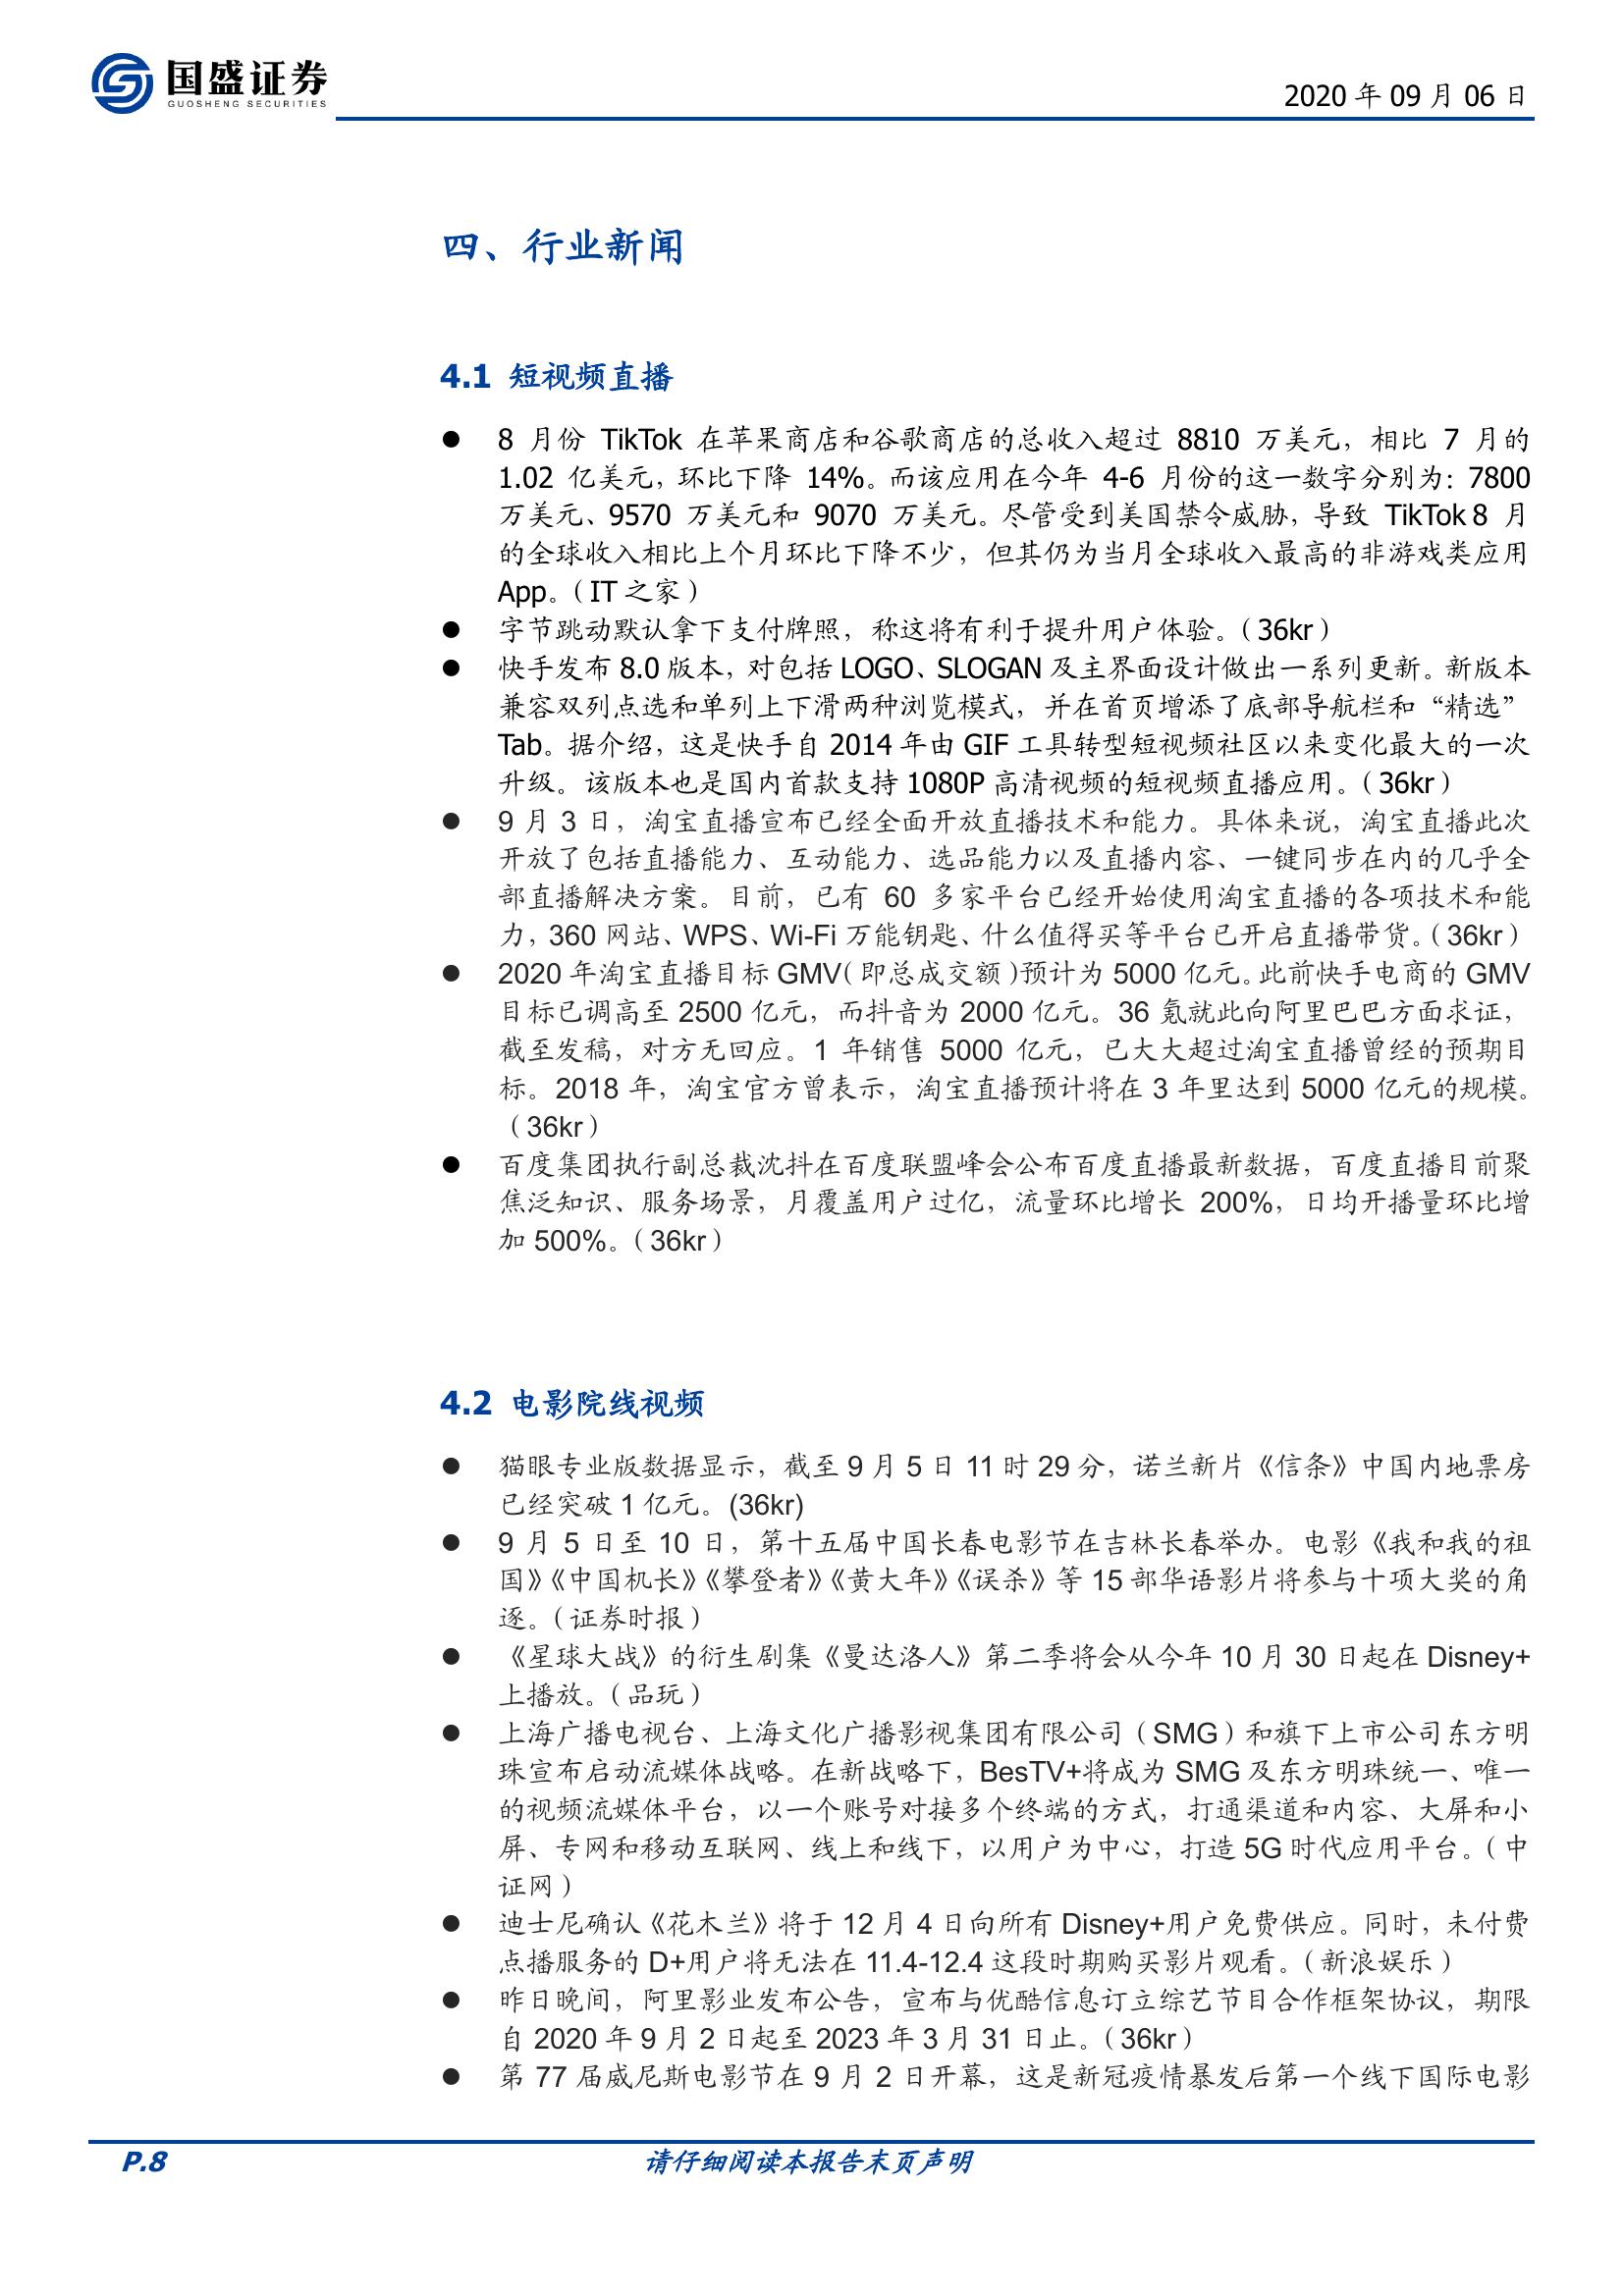 国盛证券
GUOSHENG SECURITIES
2020 年 09 月 06 日
四、行业新闻
4.1 短视频直播
● 8 月份 TikTok 在苹果商店和谷歌商店的总收入超过 8810 万美元，相比 7 月的
1.02 亿美元，环比下降 14%。而该应用在今年 4-6 月份的这一数字分别为：7800
万美元、9570 万美元和 9070 万美元。尽管受到美国禁令威胁，导致 TikTok 8 月
的全球收入相比上个月环比下降不少，但其仍为当月全球收入最高的非游戏类应用
App。（IT 之家）
● 字节跳动默认拿下支付牌照，称这将有利于提升用户体验。（36kr）
● 快手发布 8.0 版本，对包括 LOGO、SLOGAN 及主界面设计做出一系列更新。新版本
兼容双列点选和单列上下滑两种浏览模式，并在首页增添了底部导航栏和“精选”
Tab。据介绍，这是快手自 2014 年由 GIF 工具转型短视频社区以来变化最大的一次
升级。该版本也是国内首款支持 1080P 高清视频的短视频直播应用。（36kr）
● 9 月 3 日，淘宝直播宣布已经全面开放直播技术和能力。具体来说，淘宝直播此次
开放了包括直播能力、互动能力、选品能力以及直播内容、一键同步在内的几乎全
部直播解决方案。目前，已有 60 多家平台已经开始使用淘宝直播的各项技术和能
力，360 网站、WPS、Wi-Fi 万能钥匙、什么值得买等平台已开启直播带货。（36kr）
● 2020 年淘宝直播目标 GMV（即总成交额）预计为 5000 亿元。此前快手电商的 GMV
目标已调高至 2500 亿元，而抖音为 2000 亿元。36 氪就此向阿里巴巴方面求证，
截至发稿，对方无回应。1 年销售 5000 亿元，已大大超过淘宝直播曾经的预期目
标。2018 年，淘宝官方曾表示，淘宝直播预计将在 3 年里达到 5000 亿元的规模。
（36kr）
● 百度集团执行副总裁沈抖在百度联盟峰会公布百度直播最新数据，百度直播目前聚
焦泛知识、服务场景，月覆盖用户过亿，流量环比增长 200%，日均开播量环比增
加 500%。（36kr）
4.2 电影院线视频
● 猫眼专业版数据显示，截至 9 月 5 日 11 时 29 分，诺兰新片《信条》中国内地票房
已经突破 1 亿元。(36kr)
● 9 月 5 日至 10 日，第十五届中国长春电影节在吉林长春举办。电影《我和我的祖
国》《中国机长》《攀登者》《黄大年》《误杀》等 15 部华语影片将参与十项大奖的角
逐。（证券时报）
● 《星球大战》的衍生剧集《曼达洛人》第二季将会从今年 10 月 30 日起在 Disney+
上播放。（品玩）
● 上海广播电视台、上海文化广播影视集团有限公司（SMG）和旗下上市公司东方明
珠宣布启动流媒体战略。在新战略下，BesTV+将成为 SMG 及东方明珠统一、唯一
的视频流媒体平台，以一个账号对接多个终端的方式，打通渠道和内容、大屏和小
屏、专网和移动互联网、线上和线下，以用户为中心，打造 5G 时代应用平台。（中
证网）
● 迪士尼确认《花木兰》将于 12 月 4 日向所有 Disney+用户免费供应。同时，未付费
点播服务的 D+用户将无法在 11.4-12.4 这段时期购买影片观看。（新浪娱乐）
● 昨日晚间，阿里影业发布公告，宣布与优酷信息订立综艺节目合作框架协议，期限
自 2020 年 9 月 2 日起至 2023 年 3 月 31 日止。（36kr）
● 第 77 届威尼斯电影节在 9 月 2 日开幕，这是新冠疫情暴发后第一个线下国际电影
P.8
请仔细阅读本报告末页声明